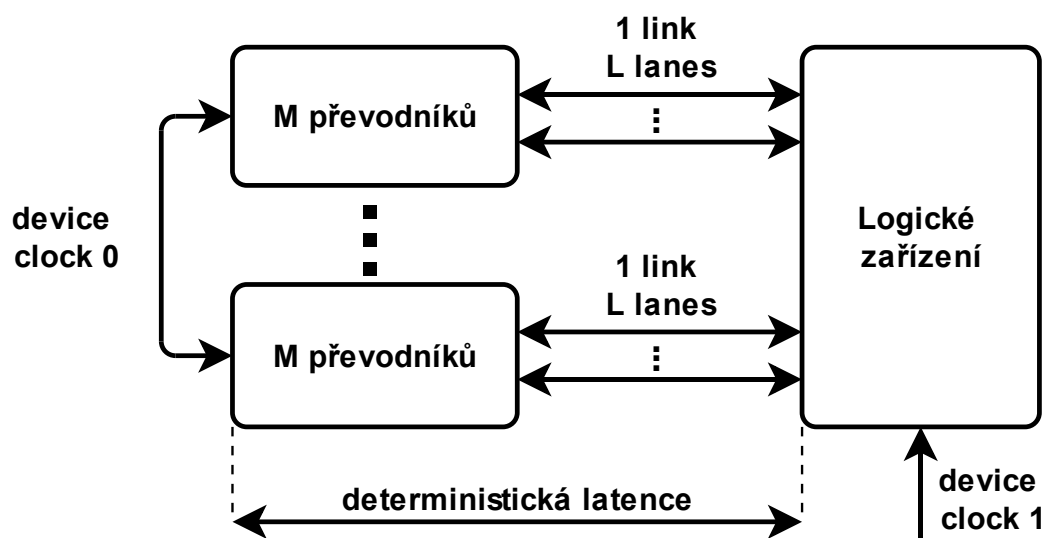 1 link
L lanes
M převodníků
device
clock 0
Logické
zařízení
1 link
L lanes
M převodníků
deterministická latence
device
clock 1